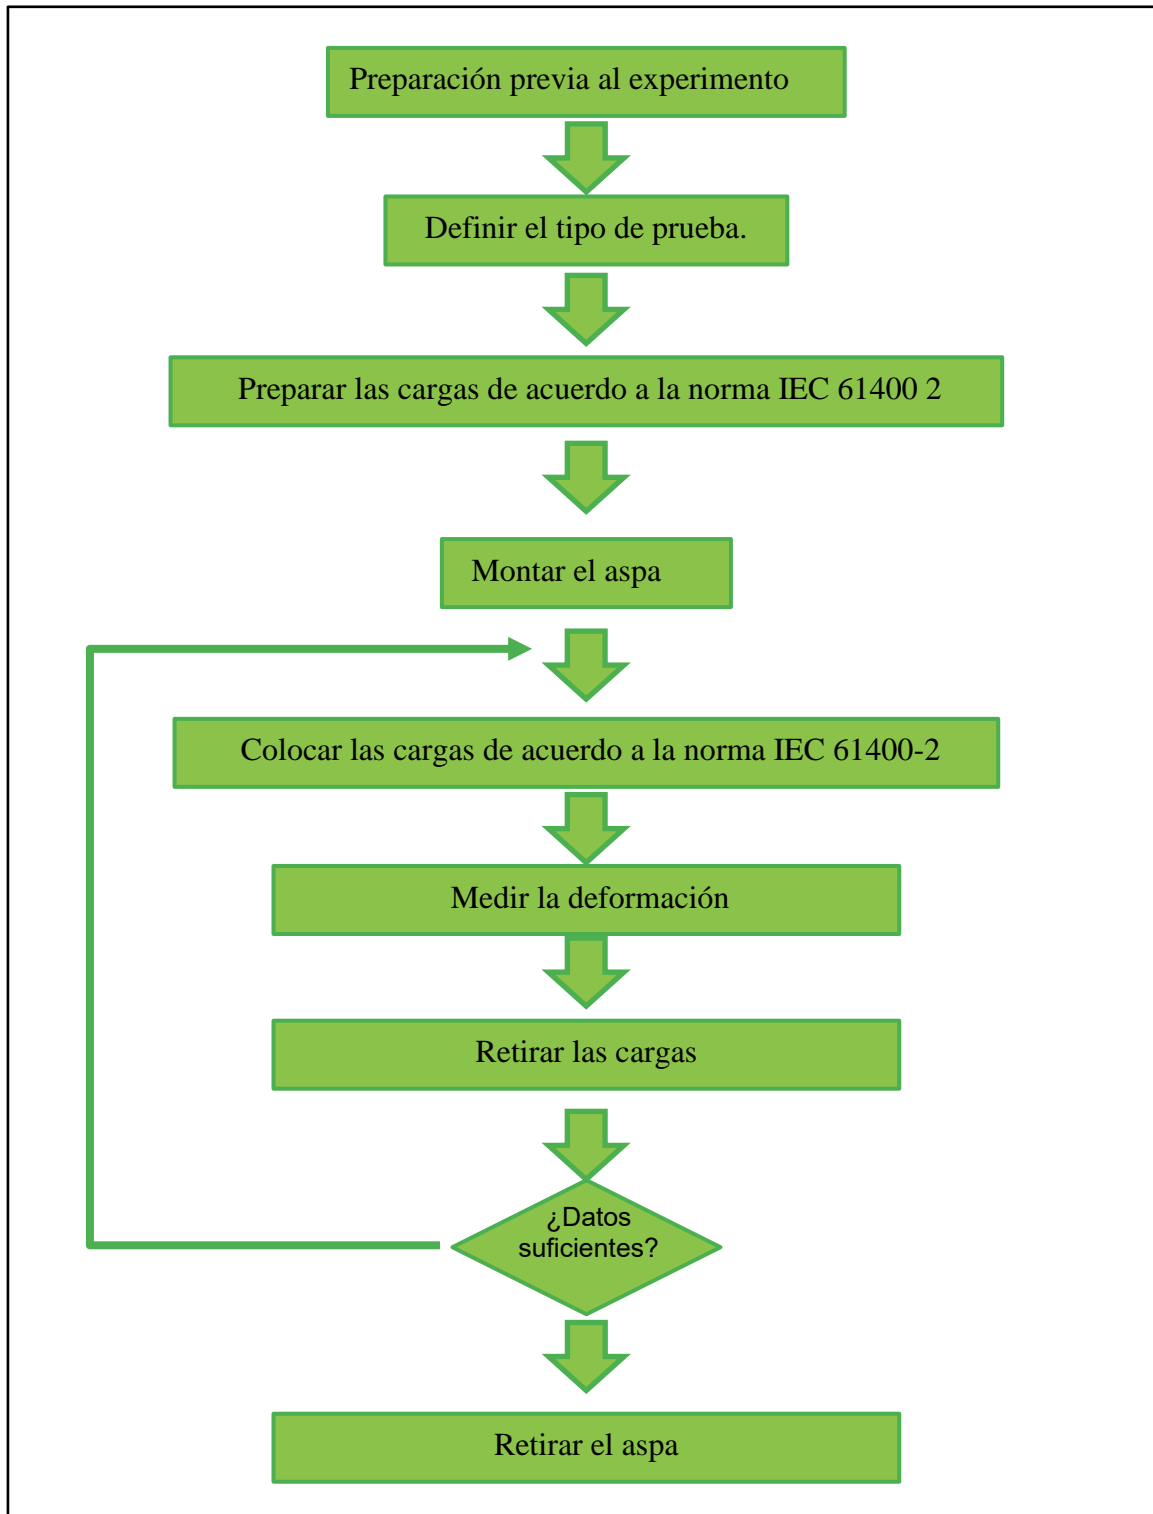 Preparación previa al experimento
Definir el tipo de prueba.
Preparar las cargas de acuerdo a la norma IEC 61400 2
Montar el aspa
Colocar las cargas de acuerdo a la norma IEC 61400-2
Medir la deformación
Retirar las cargas
¿Datos
suficientes?
Retirar el aspa